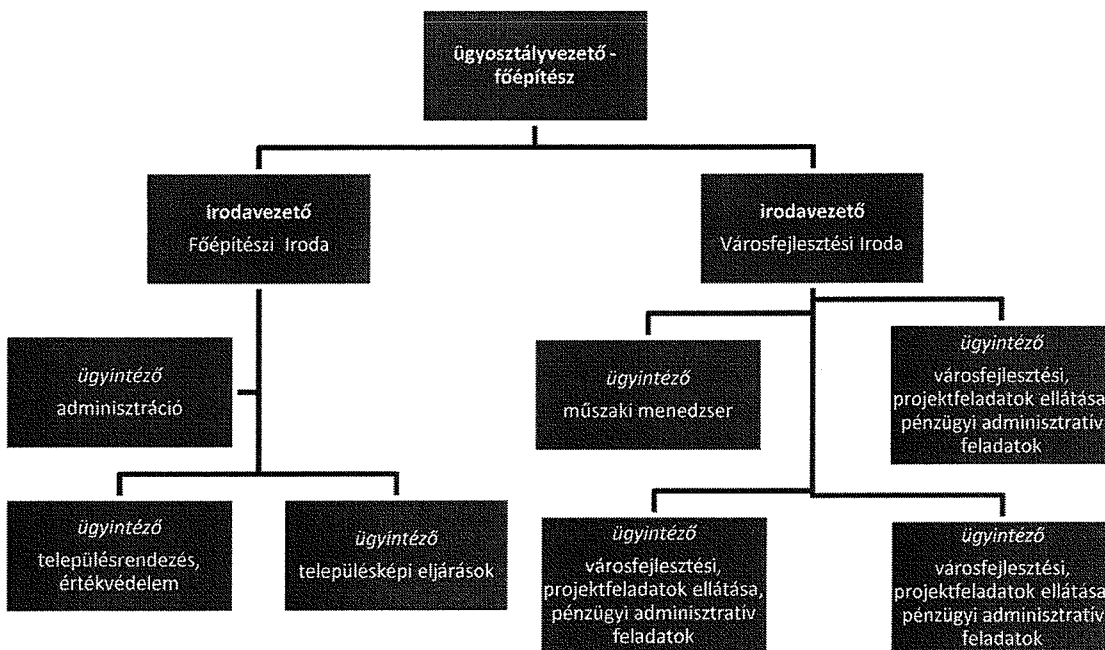 ügyosztályvezető -
főépítész
irodavezető
Főépítészi Iroda
irodavezető
Városfejlesztési Iroda
ügyintéző
adminisztráció
ügyintéző
műszaki menedzser
ügyintéző
városfejlesztési,
projektfeladatok ellátása,
pénzügyi adminisztratív
feladatok
ügyintéző
településrendezés,
értékvédelem
ügyintéző
településképi eljárások
ügyintéző
városfejlesztési,
projektfeladatok ellátása,
pénzügyi adminisztratív
feladatok
ügyintéző
városfejlesztési,
projektfeladatok ellátása,
pénzügyi adminisztratív
feladatok